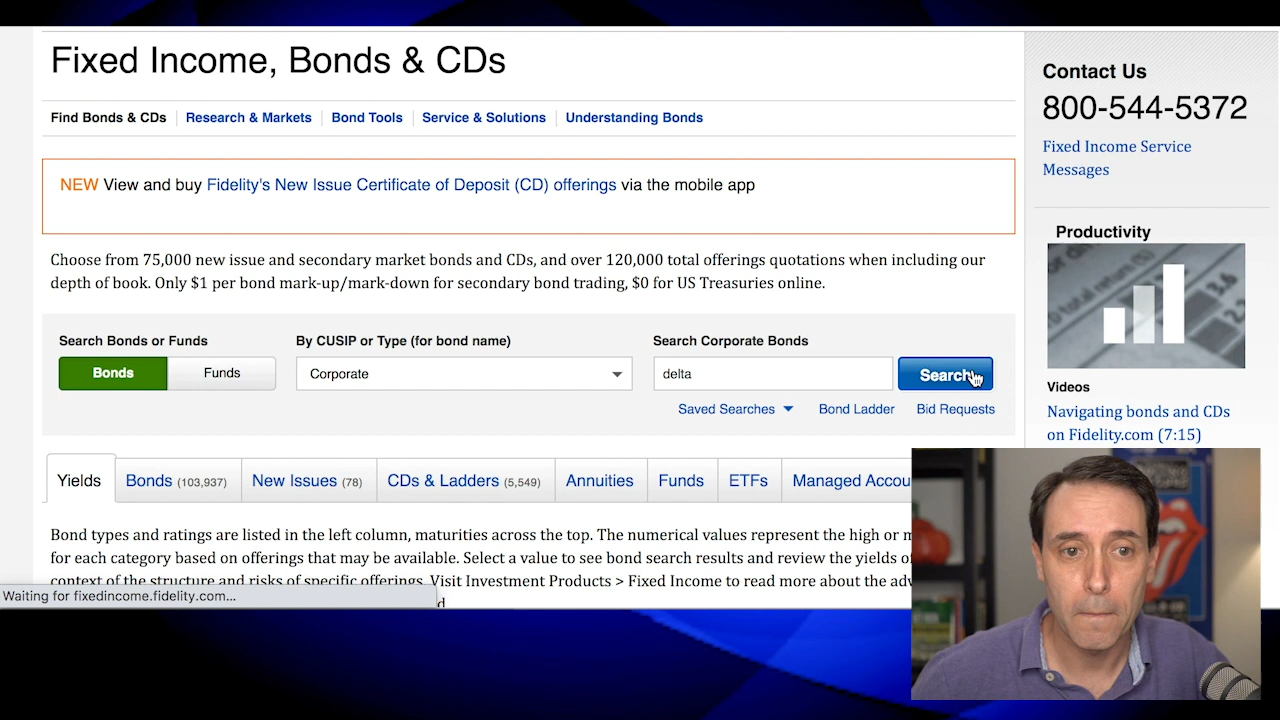 Fixed Income, Bonds & CDs
Find Bonds & CDs
Research & Markets
Bond Tools
Service & Solutions
Understanding Bonds
NEW View and buy Fidelity's New Issue Certificate of Deposit (CD) offerings via the mobile app
Choose from 75,000 new issue and secondary market bonds and CDs, and over 120,000 total offerings quotations when including our
depth of book. Only $1 per bond mark-up/mark-down for secondary bond trading, $0 for US Treasuries online.
Search Bonds or Funds
By CUSIP or Type (for bond name)
Search Corporate Bonds
Bonds
Funds
Corporate
delta
Search
Saved Searches
Bond Ladder
Bid Requests
Yields
Bonds (103,937)
New Issues (78)
CDs & Ladders (5,549)
Annuities
Funds
ETFs
Managed Accou
Bond types and ratings are listed in the left column, maturities across the top. The numerical values represent the high or m
for each category based on offerings that may be available. Select a value to see bond search results and review the yields of
context of the structure and risks of specific offerings. Visit Investment Products > Fixed Income to read more about the adv
Waiting for fixedincome.fidelity.com...
Contact Us
800-544-5372
Fixed Income Service
Messages
Productivity
Videos
Navigating bonds and CDs
on Fidelity.com (7:15)